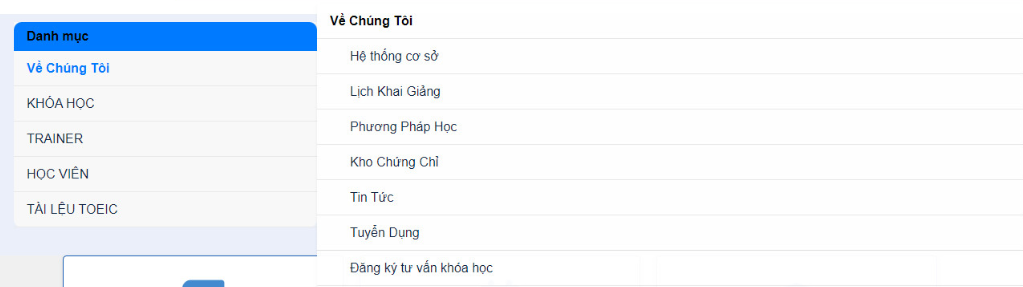 Danh mục
Về Chúng Tôi
KHÓA HỌC
TRAINER
HỌC VIÊN
TÀI LÊU TOEIC
Về Chúng Tôi
Hệ thống cơ sở
Lịch Khai Giảng
Phương Pháp Học
Kho Chứng Chỉ
Tin Tức
Tuyển Dụng
Đăng ký tư vấn khóa học